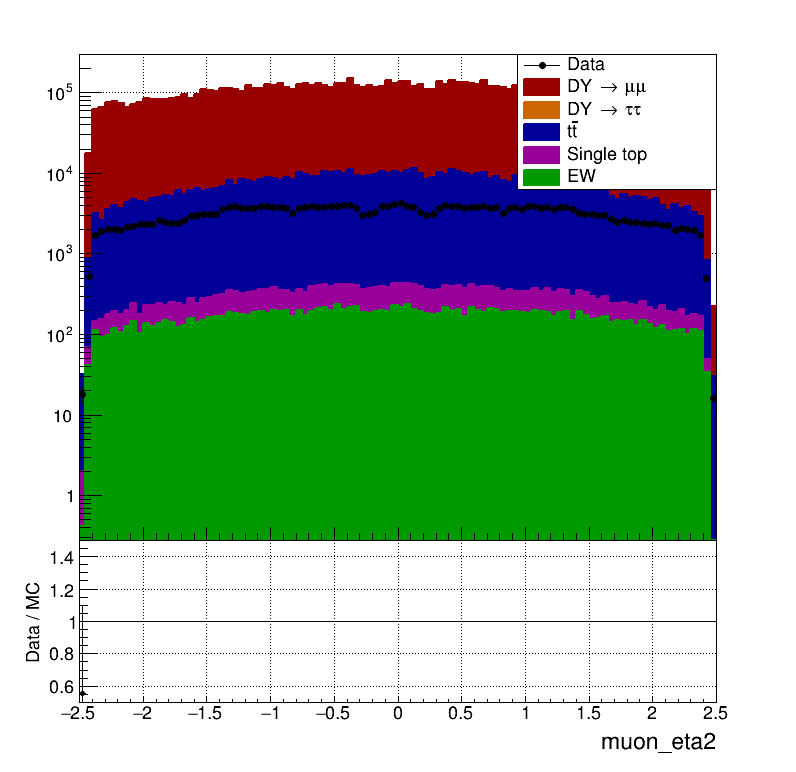 Data
DY → μμ
DY → ττ
tt̄
Single top
EW
10⁵
10⁴
10³
10²
10
1
Data / MC
1.4
1.2
1
0.8
0.6
−2.5 −2 −1.5 −1 −0.5 0 0.5 1 1.5 2 2.5
muon_eta2